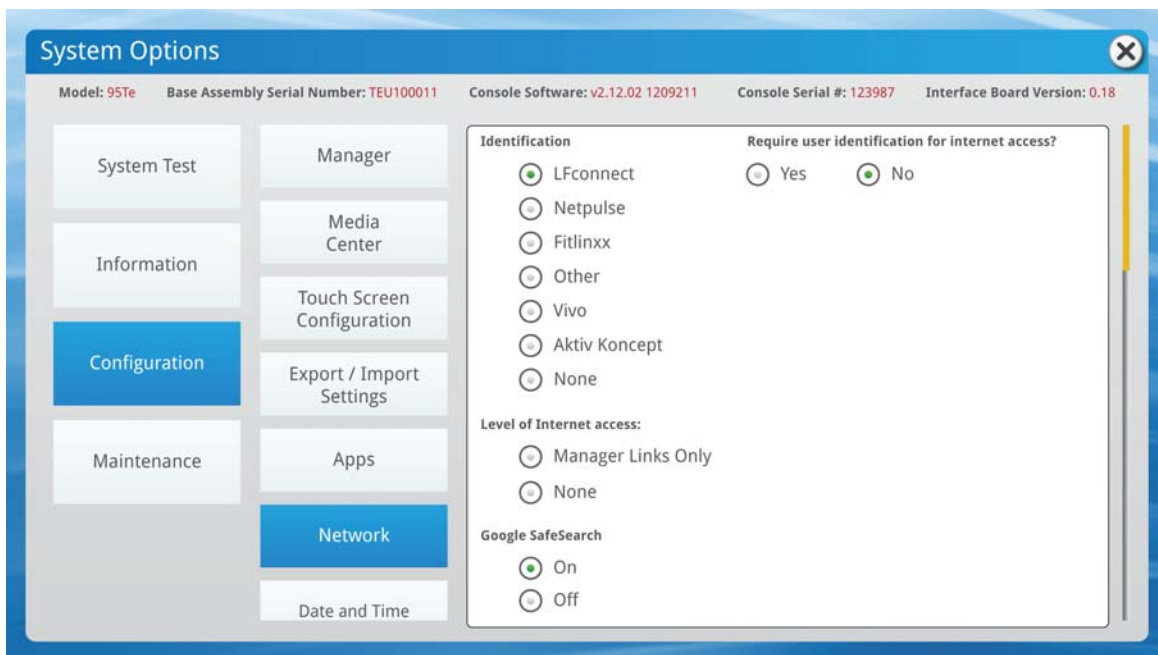 System Options
Model: 95Te Base Assembly Serial Number: TEU100011 Console Software: v2.12.02 1209211 Console Serial #: 123987 Interface Board Version: 0.18
System Test
Information
Configuration
Maintenance
Manager
Media
Center
Touch Screen
Configuration
Export / Import
Settings
Apps
Network
Date and Time
Identification
LFconnect
Netpulse
Fitlinxx
Other
Vivo
Aktiv Koncept
None
Require user identification for internet access?
Yes No
Level of Internet access:
Manager Links Only
None
Google SafeSearch
On
Off